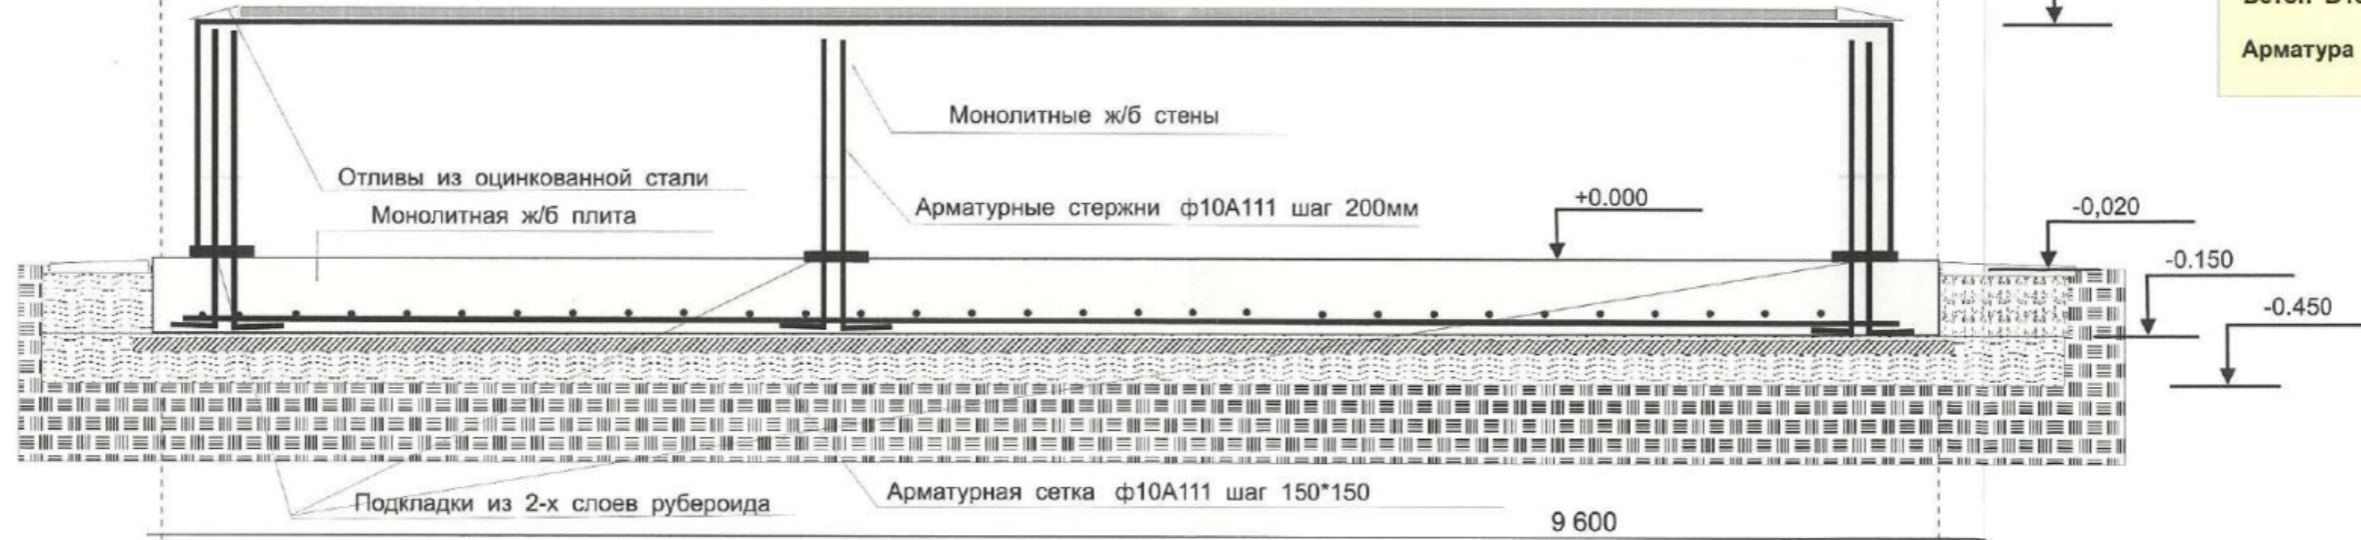 Арматура
Монолитные ж/б стены
Отливы из оцинкованной стали
Монолитная ж/б плита
Арматурные стержни ф10А111 шаг 200мм
+0.000
-0,020
-0.150
-0.450
Подкладки из 2-х слоев рубероида
Арматурная сетка ф10А111 шаг 150*150
9 600